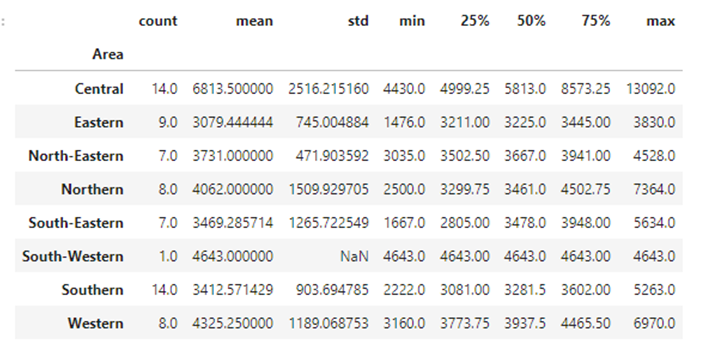 : count mean std min 25% 50% 75% max
Area
Central 14.0 6813.500000 2516.215160 4430.0 4999.25 5813.0 8573.25 13092.0
Eastern 9.0 3079.444444 745.004884 1476.0 3211.00 3225.0 3445.00 3830.0
North-Eastern 7.0 3731.000000 471.903592 3035.0 3502.50 3667.0 3941.00 4528.0
Northern 8.0 4062.000000 1509.929705 2500.0 3299.75 3461.0 4502.75 7364.0
South-Eastern 7.0 3469.285714 1265.722549 1667.0 2805.00 3478.0 3948.00 5634.0
South-Western 1.0 4643.000000 NaN 4643.0 4643.00 4643.0 4643.00 4643.0
Southern 14.0 3412.571429 903.694785 2222.0 3081.00 3281.5 3602.00 5263.0
Western 8.0 4325.250000 1189.068753 3160.0 3773.75 3937.5 4465.50 6970.0